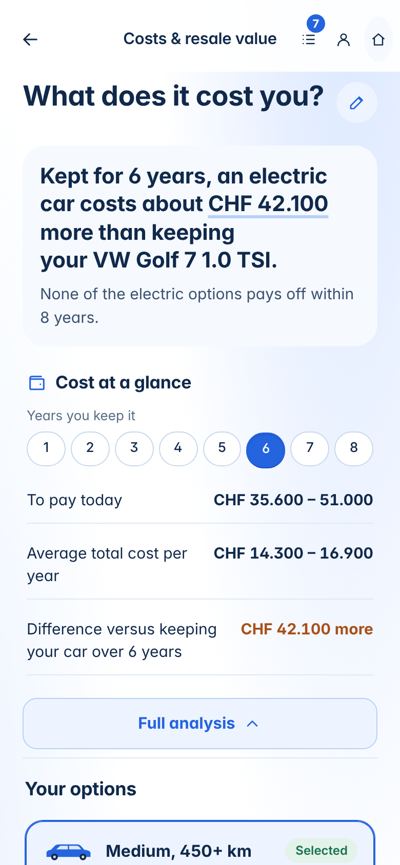 Costs & resale value
7
What does it cost you?
Kept for 6 years, an electric
car costs about CHF 42.100
more than keeping
your VW Golf 7 1.0 TSI.
None of the electric options pays off within
8 years.
Cost at a glance
Years you keep it
1 2 3 4 5 6 7 8
To pay today CHF 35.600 – 51.000
Average total cost per CHF 14.300 – 16.900
year
Difference versus keeping CHF 42.100 more
your car over 6 years
Full analysis
Your options
Medium, 450+ km Selected